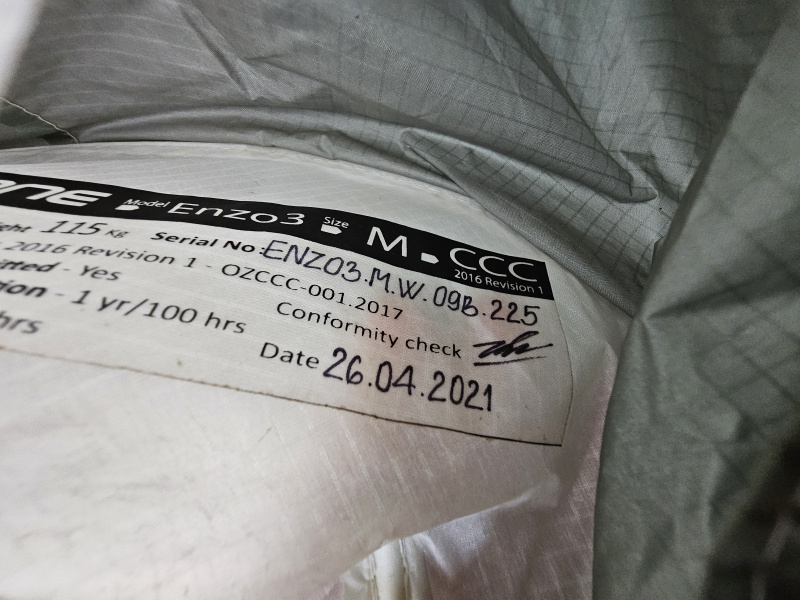 Model Enzo3 Size M CCC
2016 Revision 1
115 Kg Serial No: ENZO3.M.W.09B.225
2016 Revision 1 - OZCCC-001.2017
- Yes Conformity check
- 1 yr/100 hrs Date 26.04.2021
hrs